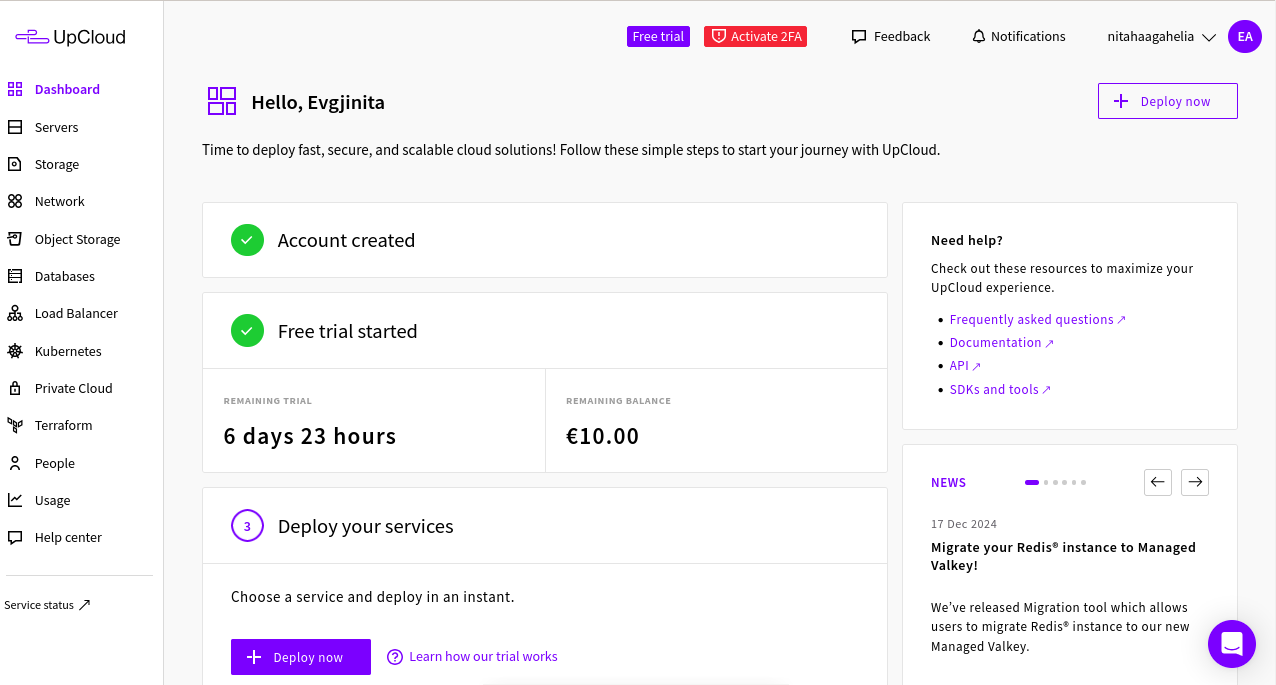 UpCloud
Dashboard
Servers
Storage
Network
Object Storage
Databases
Load Balancer
Kubernetes
Private Cloud
Terraform
People
Usage
Help center
Service status ↗
Free trial
Activate 2FA
Feedback
Notifications
nitahaagahelia
EA
Hello, Evgjinita
Deploy now
Time to deploy fast, secure, and scalable cloud solutions! Follow these simple steps to start your journey with UpCloud.
Account created
Free trial started
REMAINING TRIAL
6 days 23 hours
REMAINING BALANCE
€10.00
3 Deploy your services
Choose a service and deploy in an instant.
Deploy now
Learn how our trial works
Need help?
Check out these resources to maximize your
UpCloud experience.
• Frequently asked questions ↗
• Documentation ↗
• API ↗
• SDKs and tools ↗
NEWS
17 Dec 2024
Migrate your Redis® instance to Managed
Valkey!
We've released Migration tool which allows
users to migrate Redis® instance to our new
Managed Valkey.